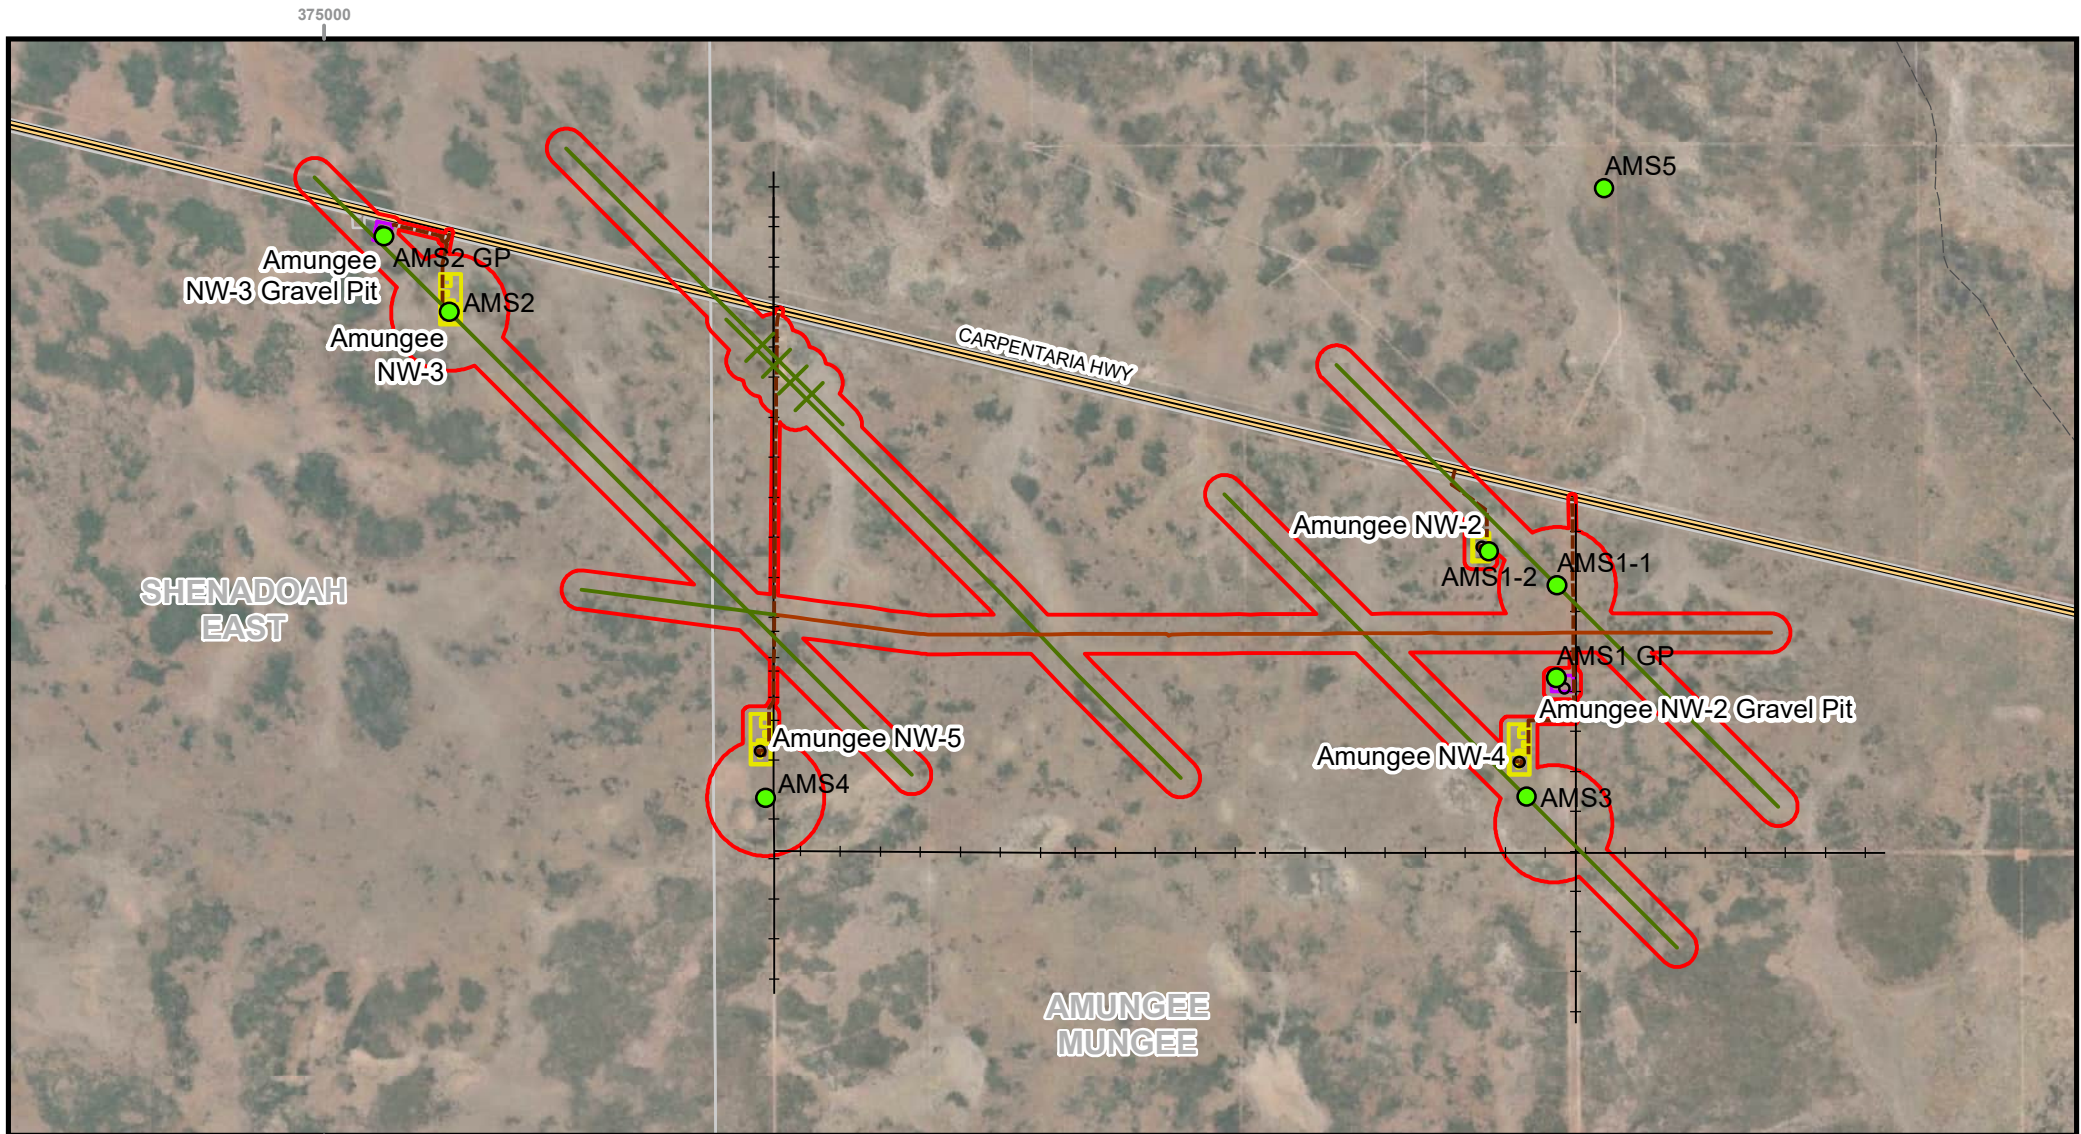 375000
AMS5
Amungee
NW-3 Gravel Pit
AMS2 GP
AMS2
Amungee
NW-3
CARPENTARIA HWY
Amungee NW-2
AMS1-2
AMS1-1
SHENADOAH
EAST
AMS1 GP
Amungee NW-2 Gravel Pit
Amungee NW-5
Amungee NW-4
AMS4
AMS3
AMUNGEE
MUNGEE